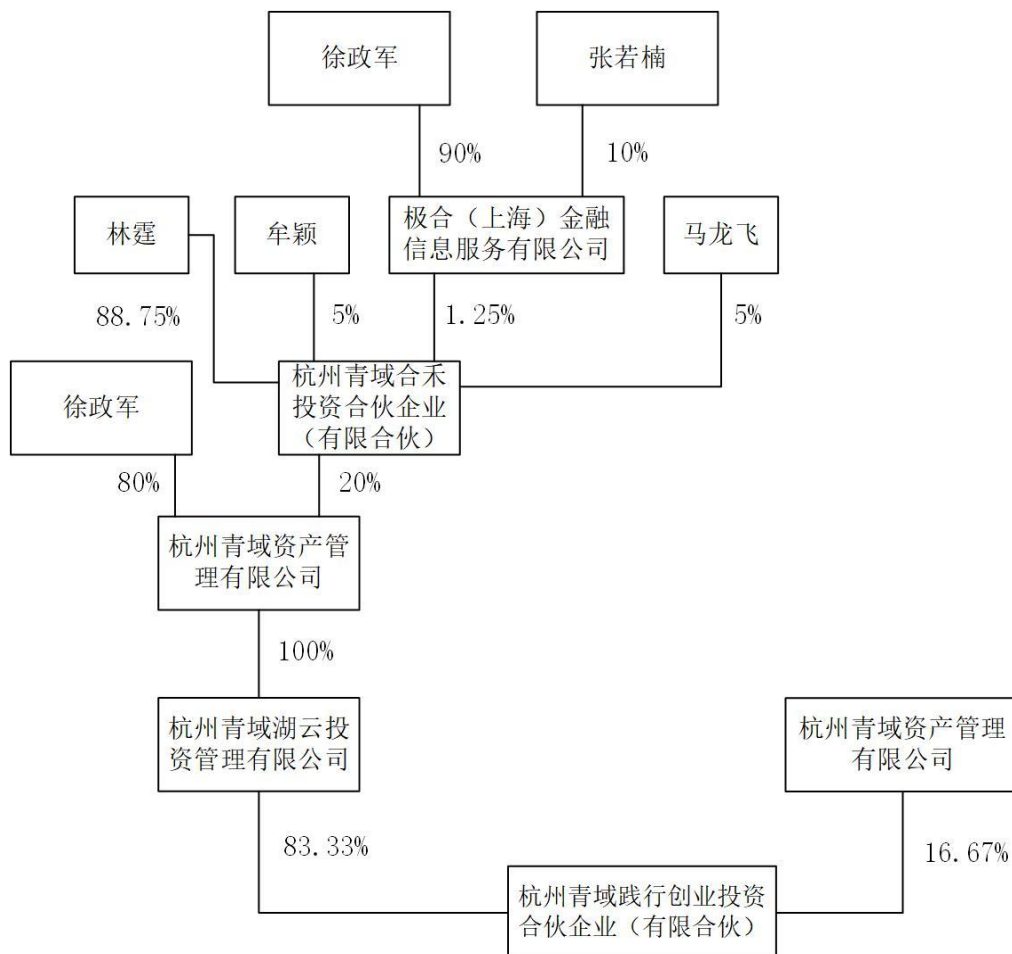 徐政军
张若楠
90%
10%
林霆
牟颖
极合（上海）金融
信息服务有限公司
马龙飞
88.75%
5%
1.25%
5%
徐政军
杭州青域合禾
投资合伙企业
（有限合伙）
80%
20%
杭州青域资产管
理有限公司
100%
杭州青域湖云投
资管理有限公司
杭州青域资产管理
有限公司
83.33%
16.67%
杭州青域践行创业投资
合伙企业（有限合伙）